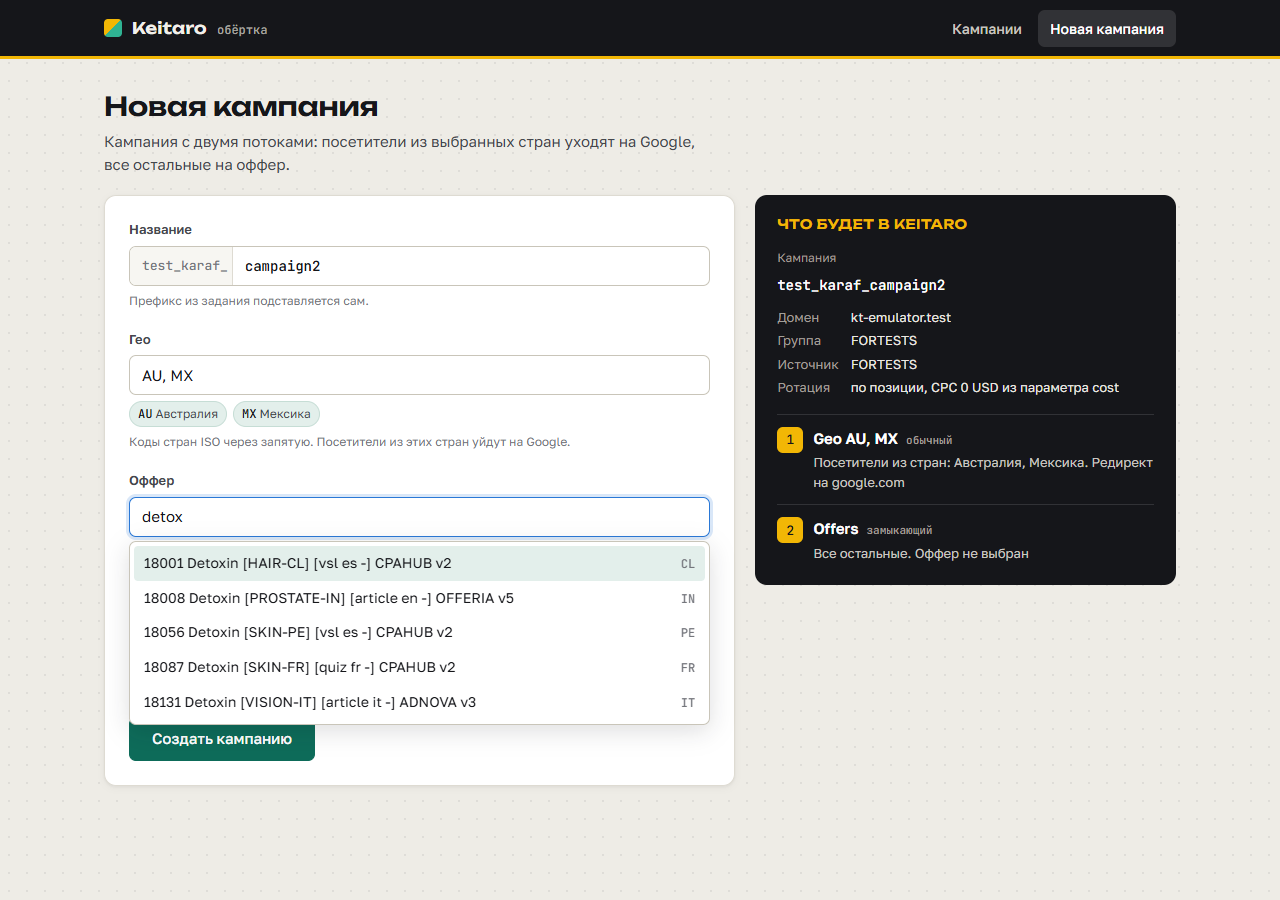 Keitaro обёртка
Кампании
Новая кампания
Новая кампания
Кампания с двумя потоками: посетители из выбранных стран уходят на Google,
все остальные на оффер.
Название
test_karaf_ campaign2
Префикс из задания подставляется сам.
Гео
AU, MX
AU Австралия MX Мексика
Коды стран ISO через запятую. Посетители из этих стран уйдут на Google.
Оффер
detox
18001 Detoxin [HAIR-CL] [vsl es -] CPAHUB v2 CL
18008 Detoxin [PROSTATE-IN] [article en -] OFFERIA v5 IN
18056 Detoxin [SKIN-PE] [vsl es -] CPAHUB v2 PE
18087 Detoxin [SKIN-FR] [quiz fr -] CPAHUB v2 FR
18131 Detoxin [VISION-IT] [article it -] ADNOVA v3 IT
Создать кампанию
ЧТО БУДЕТ В KEITARO
Кампания
test_karaf_campaign2
Домен kt-emulator.test
Группа FORTESTS
Источник FORTESTS
Ротация по позиции, CPC 0 USD из параметра cost
1 Geo AU, MX обычный
Посетители из стран: Австралия, Мексика. Редирект
на google.com
2 Offers замыкающий
Все остальные. Оффер не выбран